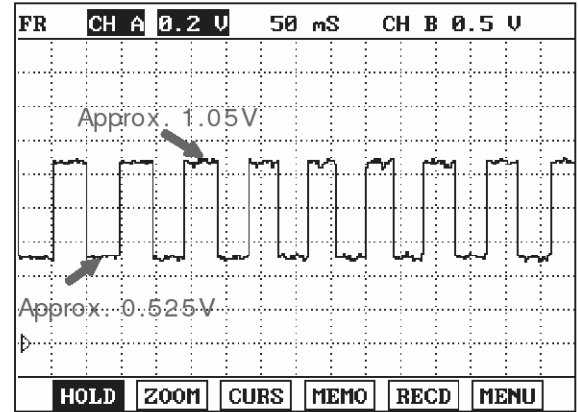 FR CH A 0.2 V 50 mS CH B 0.5 V
Approx. 1.05V
Approx. 0.525V
HOLD ZOOM CURS MEMO RECD MENU